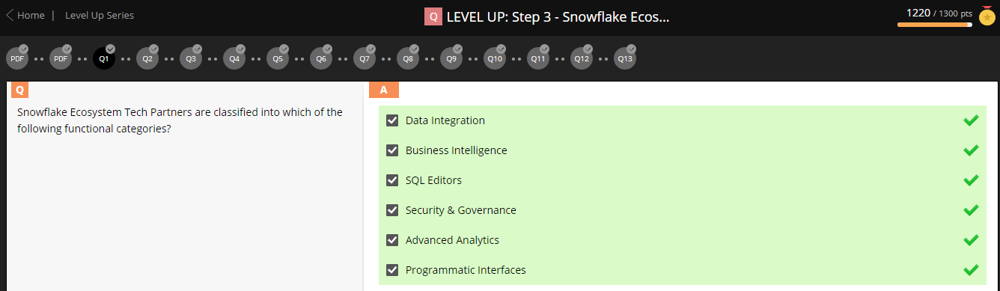 Home | Level Up Series
Q LEVEL UP: Step 3 - Snowflake Ecos...
1220 / 1300 pts
PDF PDF Q1 Q2 Q3 Q4 Q5 Q6 Q7 Q8 Q9 Q10 Q11 Q12 Q13
Q
Snowflake Ecosystem Tech Partners are classified into which of the
following functional categories?
A
Data Integration
Business Intelligence
SQL Editors
Security & Governance
Advanced Analytics
Programmatic Interfaces